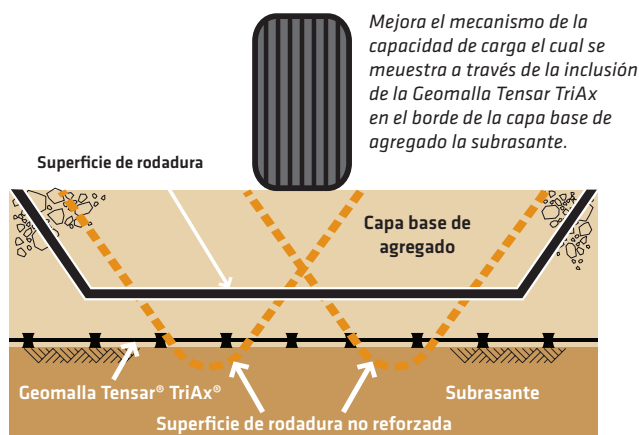 Mejora el mecanismo de la
capacidad de carga el cual se
meuestra a través de la inclusión
de la Geomalla Tensar TriAx
en el borde de la capa base de
agregado la subrasante.
Superficie de rodadura
Capa base de
agregado
Geomalla Tensar® TriAx®
Subrasante
Superficie de rodadura no reforzada